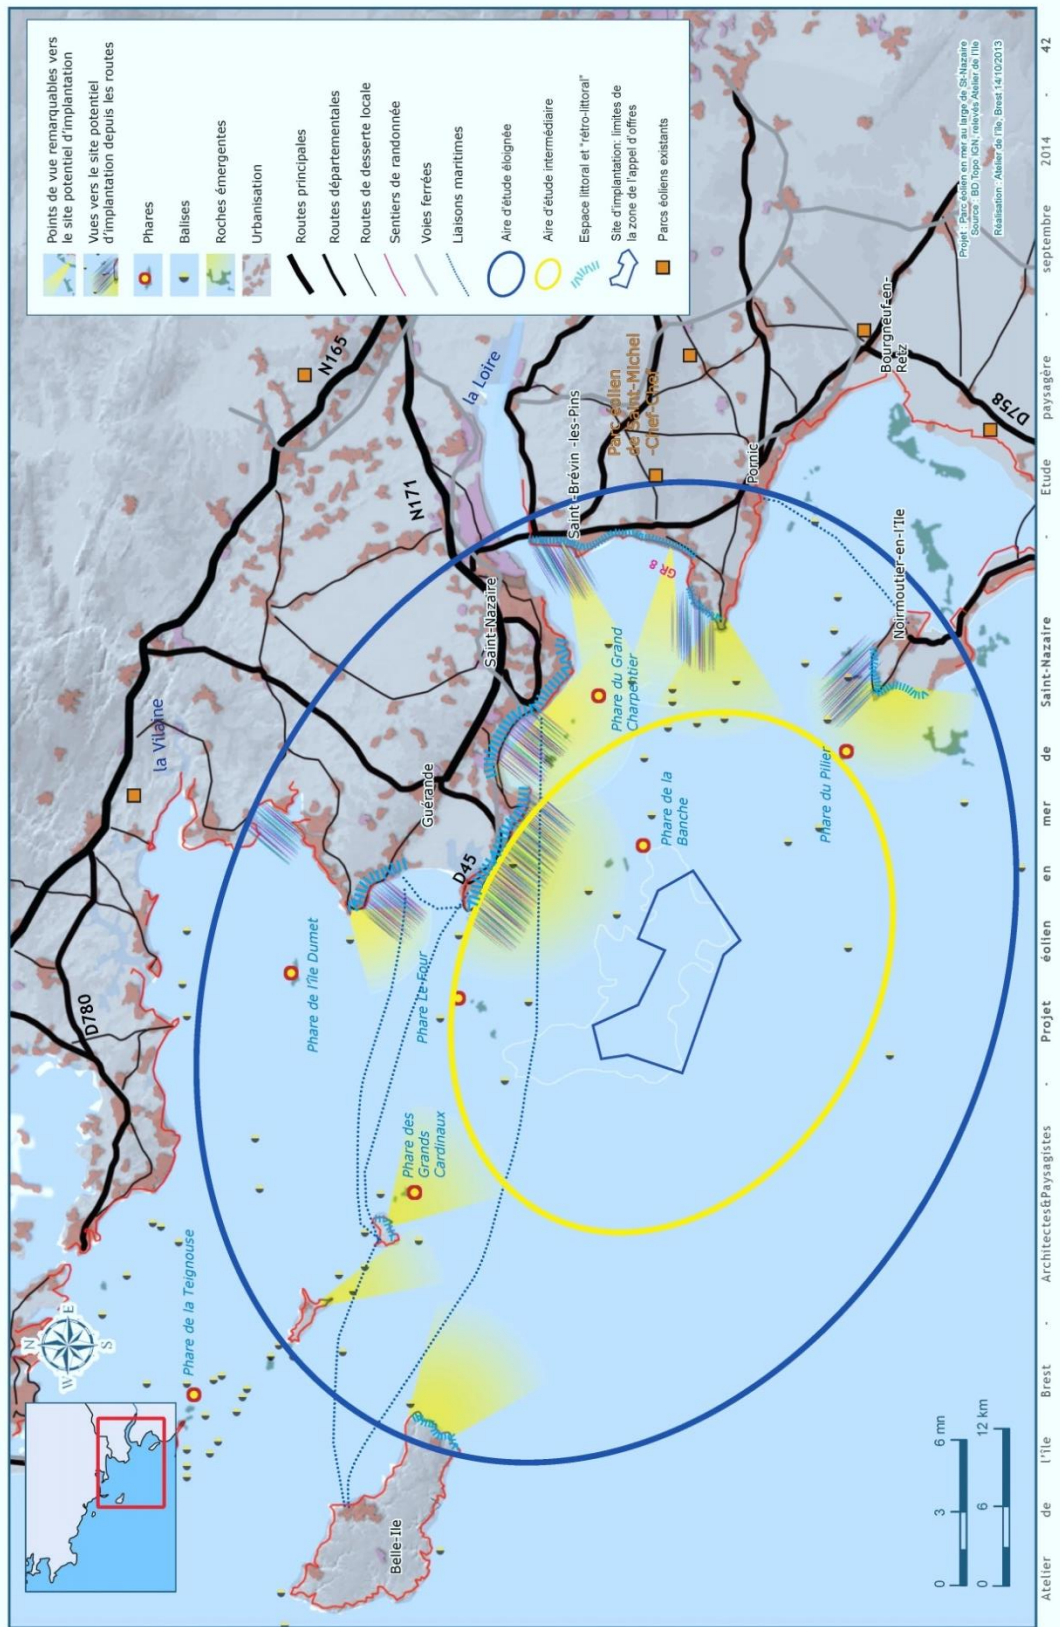 Points de vue remarquables vers
le site potentiel d'implantation
Vues vers le site potentiel
d'implantation depuis les routes
Phares
Balises
Roches émergentes
Urbanisation
Routes principales
Routes départementales
Routes de desserte locale
Sentiers de randonnée
Voies ferrées
Liaisons maritimes
Aire d'étude éloignée
Aire d'étude intermédiaire
Espace littoral et "rétro-littoral"
Site d'implantation: limites de
la zone de l'appel d'offres
Parcs éoliens existants
N
W
E
S
Phare de la Teignouse
D780
la Vilaine
N165
Phare de l'île Dumet
Guérande
N171
la Loire
Saint-Nazaire
D45
Phare Le Four
Phare des
Grands
Cardinaux
Belle-Ile
Saint-Brévin -les-Pins
Parc éolien
de Saint-Michel
-Chef-Chef
GR 8
Phare du Grand
Charpentier
Phare de la
Banche
Pornic
Phare du Pilier
Noirmoutier-en-l'Ile
Bourgneuf-en-
Retz
D758
0 3 6 mn
0 6 12 km
Projet : Parc éolien en mer au large de St-Nazaire
Source : BD Topo IGN, relevés Atelier de l'Ile
Réalisation : Atelier de l'Ile, Brest 14/10/2013
Atelier de l'île Brest - Architectes&Paysagistes - Projet éolien en mer de Saint-Nazaire - Etude paysagere - septembre 2014 42